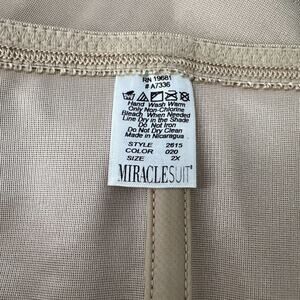 RN 19681
# A7336
Hand Wash Warm
Only Non-Chlorine
Bleach When Needed
Line Dry in the Shade
Do Not Iron
Do Not Dry Clean
Made in Nicaragua
STYLE 2615
COLOR 020
SIZE 2X
MIRACLESUIT®